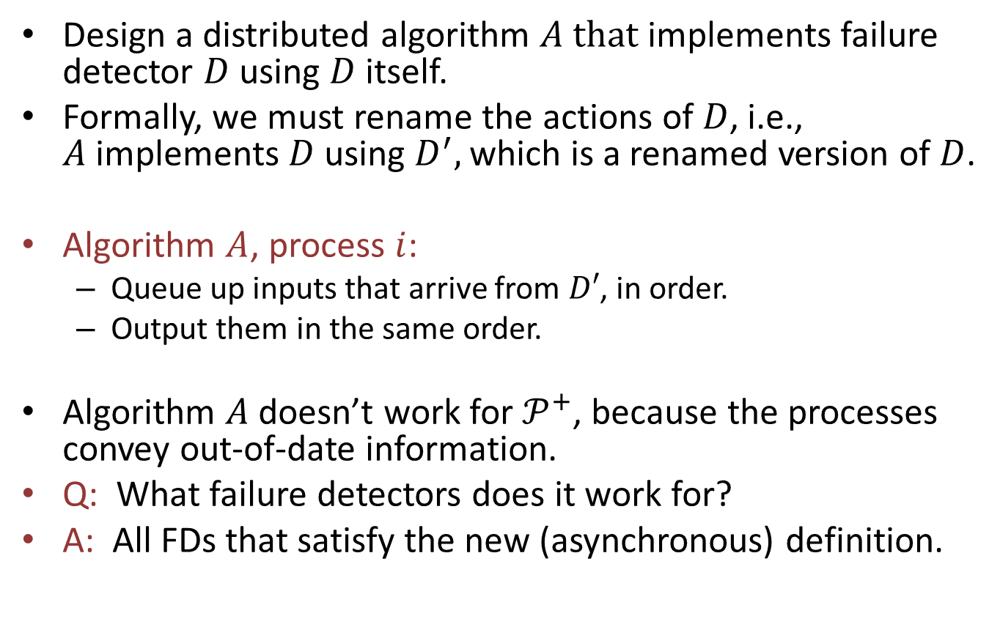 • Design a distributed algorithm A that implements failure
detector D using D itself.
• Formally, we must rename the actions of D, i.e.,
A implements D using D′, which is a renamed version of D.
• Algorithm A, process i:
– Queue up inputs that arrive from D′, in order.
– Output them in the same order.
• Algorithm A doesn’t work for 𝒫⁺, because the processes
convey out-of-date information.
• Q: What failure detectors does it work for?
• A: All FDs that satisfy the new (asynchronous) definition.